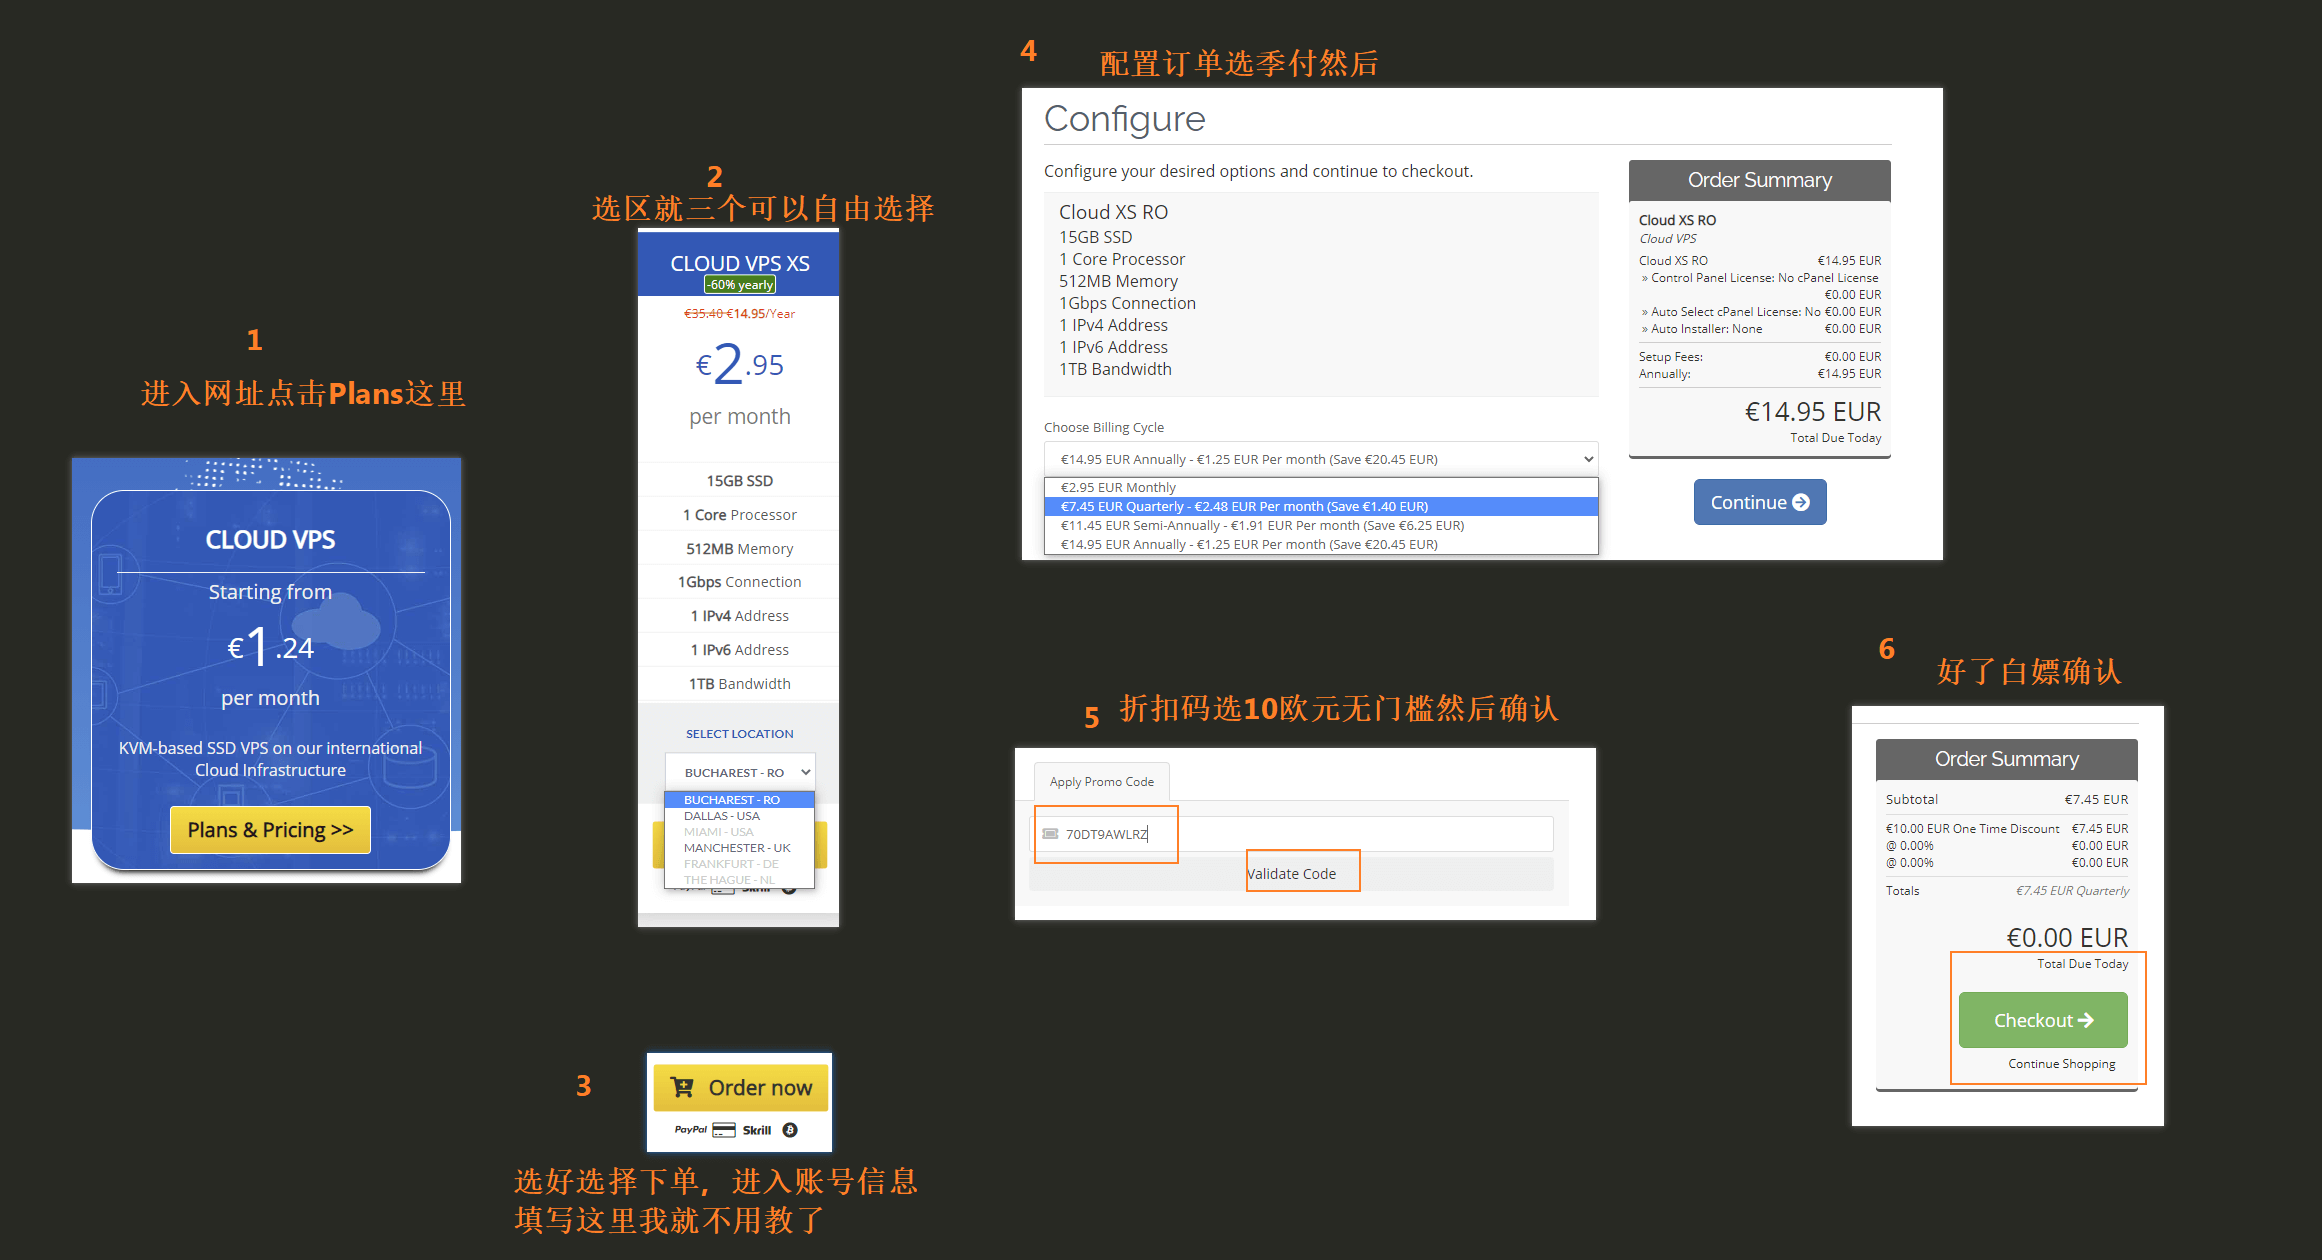 1
进入网址点击Plans这里
CLOUD VPS
Starting from
€1.24
per month
KVM-based SSD VPS on our international
Cloud Infrastructure
Plans & Pricing >>
2
选区就三个可以自由选择
CLOUD VPS XS
-60% yearly
€35.40 €14.95/Year
€2.95
per month
15GB SSD
1 Core Processor
512MB Memory
1Gbps Connection
1 IPv4 Address
1 IPv6 Address
1TB Bandwidth
SELECT LOCATION
BUCHAREST - RO
BUCHAREST - RO
DALLAS - USA
MIAMI - USA
MANCHESTER - UK
FRANKFURT - DE
THE HAGUE - NL
3
Order now
PayPal Skrill
选好选择下单，进入账号信息
填写这里我就不用教了
4
配置订单选季付然后
Configure
Configure your desired options and continue to checkout.
Cloud XS RO
15GB SSD
1 Core Processor
512MB Memory
1Gbps Connection
1 IPv4 Address
1 IPv6 Address
1TB Bandwidth
Choose Billing Cycle
€14.95 EUR Annually - €1.25 EUR Per month (Save €20.45 EUR)
€2.95 EUR Monthly
€7.45 EUR Quarterly - €2.48 EUR Per month (Save €1.40 EUR)
€11.45 EUR Semi-Annually - €1.91 EUR Per month (Save €6.25 EUR)
€14.95 EUR Annually - €1.25 EUR Per month (Save €20.45 EUR)
Order Summary
Cloud XS RO
Cloud VPS
Cloud XS RO €14.95 EUR
» Control Panel License: No cPanel License
€0.00 EUR
» Auto Select cPanel License: No €0.00 EUR
» Auto Installer: None €0.00 EUR
Setup Fees: €0.00 EUR
Annually: €14.95 EUR
€14.95 EUR
Total Due Today
Continue
5
折扣码选10欧元无门槛然后确认
Apply Promo Code
70DT9AWLRZ
Validate Code
6
好了白嫖确认
Order Summary
Subtotal €7.45 EUR
€10.00 EUR One Time Discount €7.45 EUR
@ 0.00% €0.00 EUR
@ 0.00% €0.00 EUR
Totals €7.45 EUR Quarterly
€0.00 EUR
Total Due Today
Checkout
Continue Shopping